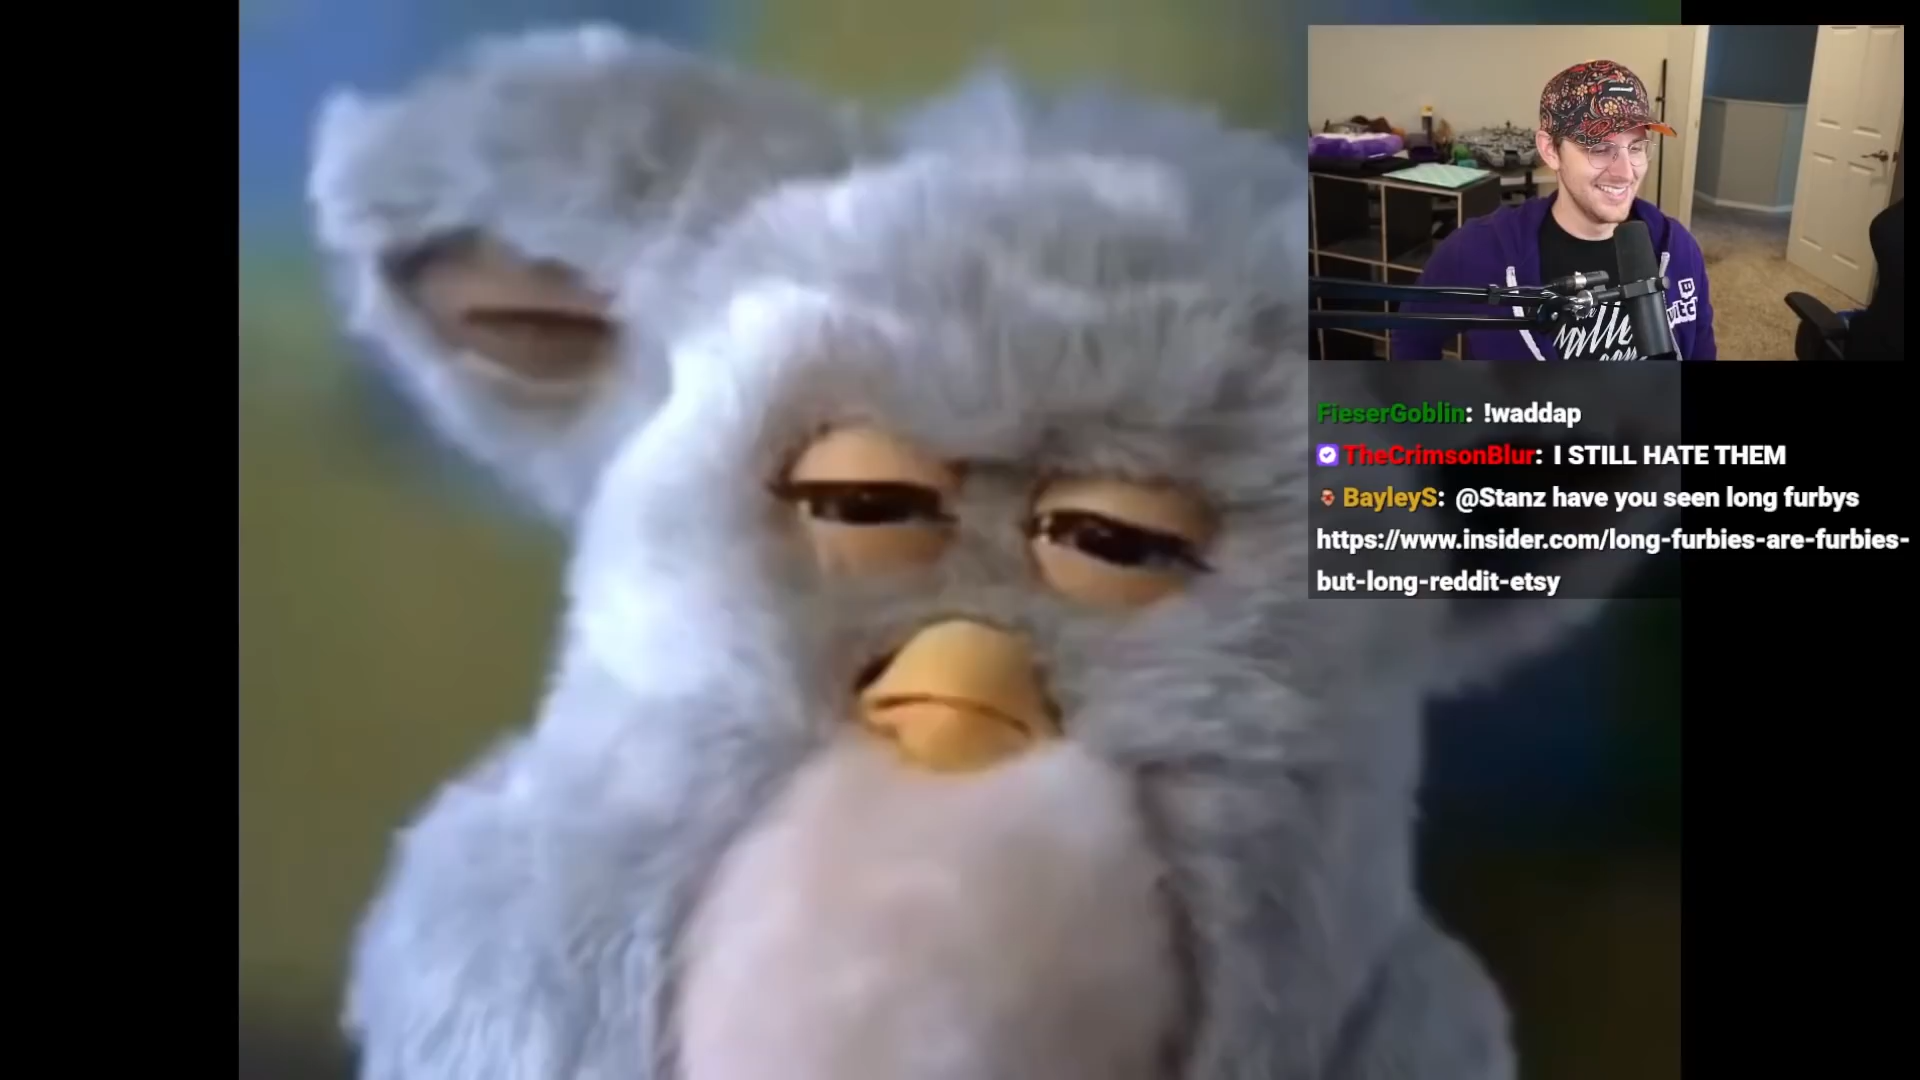 FieserGoblin: !waddap
TheCrimsonBlur: I STILL HATE THEM
BayleyS: @Stanz have you seen long furbys
https://www.insider.com/long-furbies-are-furbies-
but-long-reddit-etsy